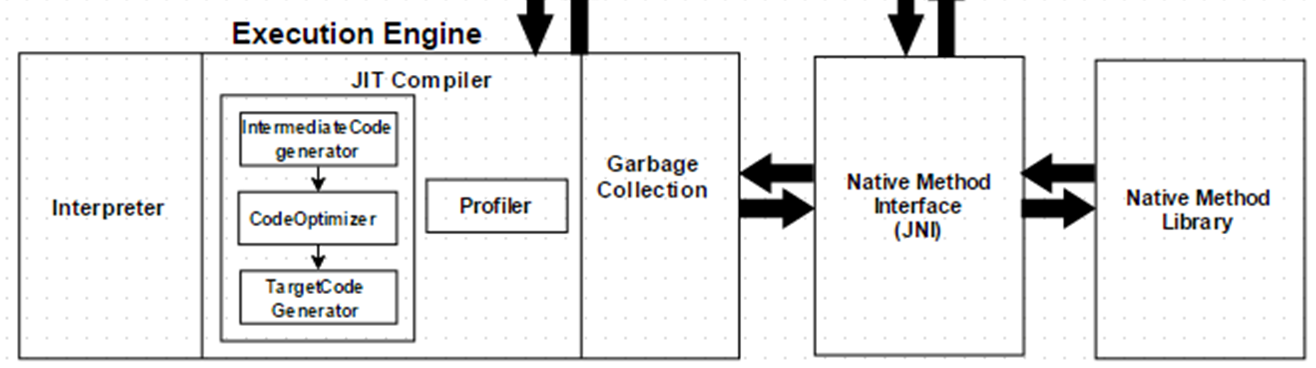 Execution Engine
JIT Compiler
Interpreter
IntermediateCode
generator
CodeOptimizer
TargetCode
Generator
Profiler
Garbage
Collection
Native Method
Interface
(JNI)
Native Method
Library